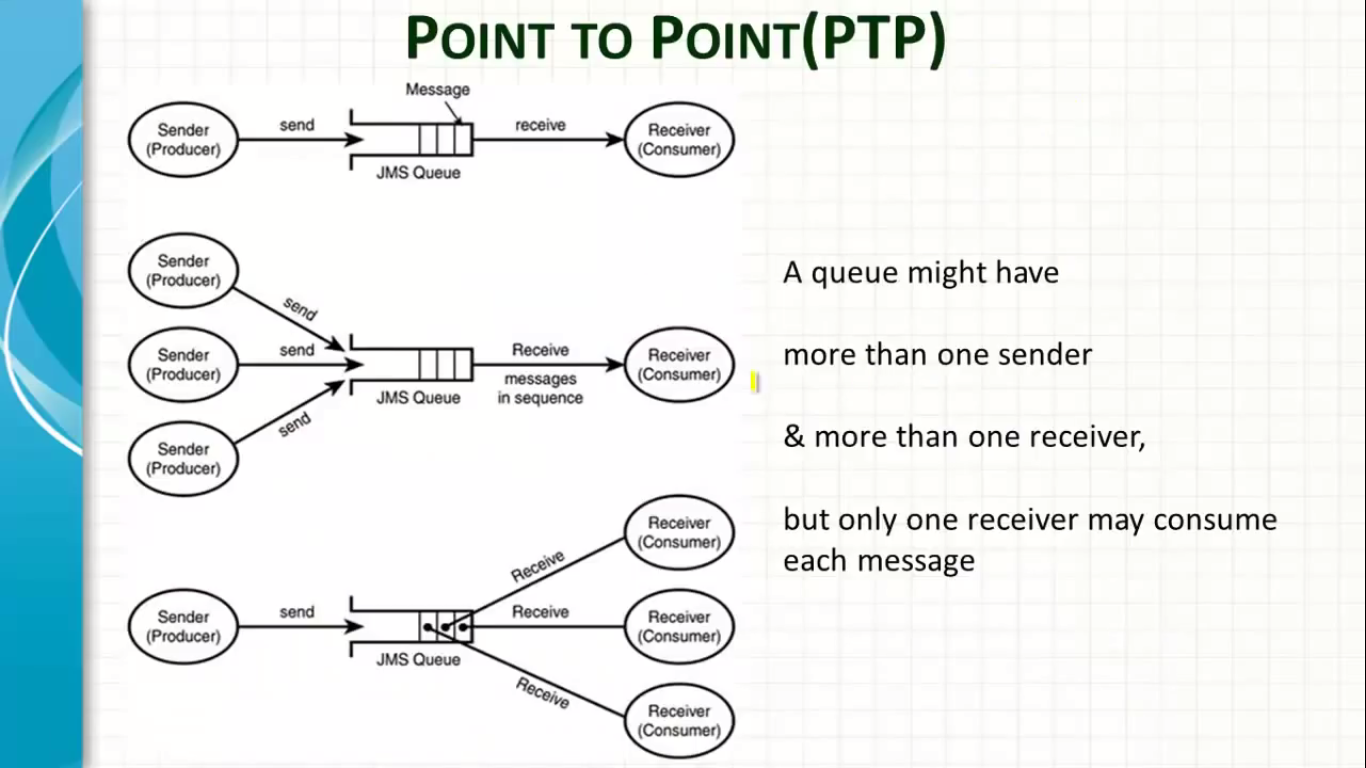 POINT TO POINT(PTP)
Message
Sender
(Producer)
send
JMS Queue
receive
Receiver
(Consumer)
Sender
(Producer)
send
Sender
(Producer)
send
Sender
(Producer)
send
JMS Queue
Receive
messages
in sequence
Receiver
(Consumer)
Sender
(Producer)
send
JMS Queue
Receive
Receiver
(Consumer)
Receive
Receiver
(Consumer)
Receive
Receiver
(Consumer)
A queue might have
more than one sender
& more than one receiver,
but only one receiver may consume
each message